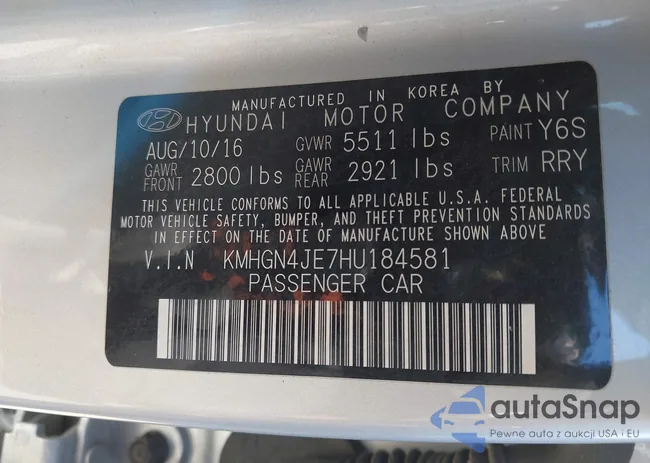 MANUFACTURED IN KOREA BY
HYUNDAI MOTOR COMPANY
AUG/10/16 GVWR 5511 lbs PAINT Y6S
GAWR FRONT 2800 lbs GAWR REAR 2921 lbs TRIM RRY
THIS VEHICLE CONFORMS TO ALL APPLICABLE U.S.A. FEDERAL
MOTOR VEHICLE SAFETY, BUMPER, AND THEFT PREVENTION STANDARDS
IN EFFECT ON THE DATE OF MANUFACTURE SHOWN ABOVE
V.I.N KMHGN4JE7HU184581
PASSENGER CAR
autaSnap
Pewne auta z aukcji USA i EU